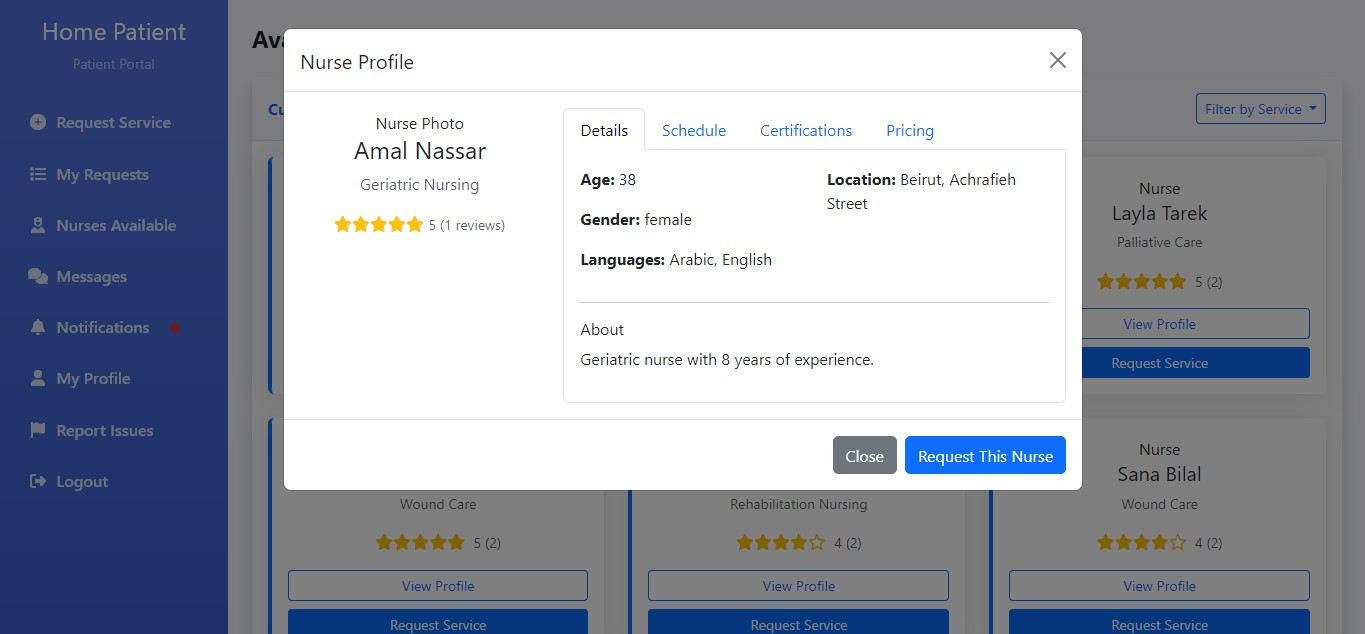 Home Patient
Patient Portal
Request Service
My Requests
Nurses Available
Messages
Notifications
My Profile
Report Issues
Logout
Filter by Service
Nurse Profile
Nurse Photo
Amal Nassar
Geriatric Nursing
5 (1 reviews)
Details
Schedule
Certifications
Pricing
Age: 38
Gender: female
Languages: Arabic, English
Location: Beirut, Achrafieh
Street
About
Geriatric nurse with 8 years of experience.
Close
Request This Nurse
Nurse
Layla Tarek
Palliative Care
5 (2)
View Profile
Request Service
Wound Care
5 (2)
View Profile
Request Service
Rehabilitation Nursing
4 (2)
View Profile
Request Service
Nurse
Sana Bilal
Wound Care
4 (2)
View Profile
Request Service